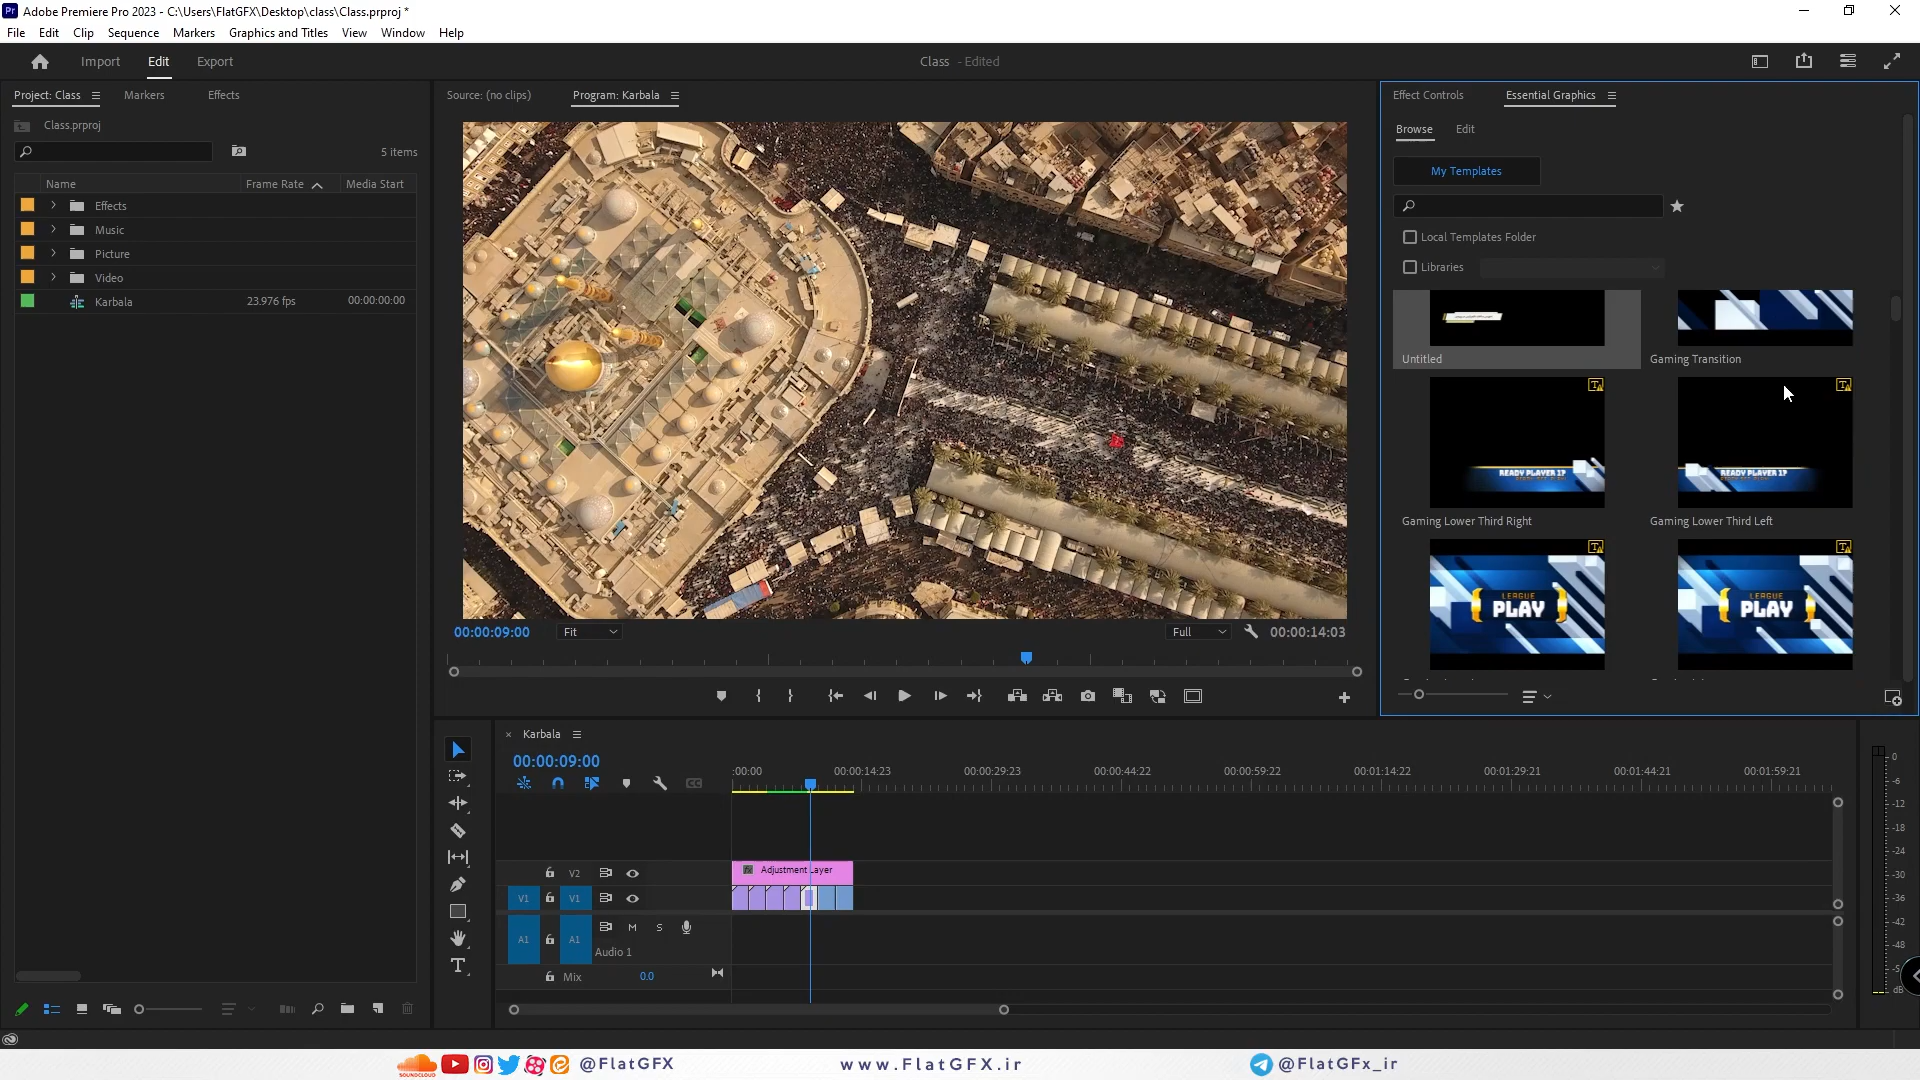 Adobe Premiere Pro 2023 - C:\Users\FlatGFX\Desktop\class\Class.prproj *
File Edit Clip Sequence Markers Graphics and Titles View Window Help
Import Edit Export
Class - Edited
Project: Class Markers Effects
Class.prproj
5 items
Name Frame Rate Media Start
Effects
Music
Picture
Video
Karbala 23.976 fps 00:00:00:00
Source: (no clips) Program: Karbala
00:00:09:00 Fit Full 00:00:14:03
Effect Controls Essential Graphics
Browse Edit
My Templates
Local Templates Folder
Libraries
Untitled Gaming Transition
READY PLAYER 1? READY PLAYER 1?
Gaming Lower Third Right Gaming Lower Third Left
LEAGUE PLAY LEAGUE PLAY
Karbala
00:00:09:00
:00:00 00:00:14:23 00:00:29:23 00:00:44:22 00:00:59:22 00:01:14:22 00:01:29:21 00:01:44:21 00:01:59:21
V2 Adjustment Layer
V1 V1
A1 A1 M S
Audio 1
Mix 0.0
0
-6
-12
-18
-24
-30
-36
-42
-48
dB
SOUNDCLOUD @FlatGFX www.FlatGFX.ir @FlatGFx_ir